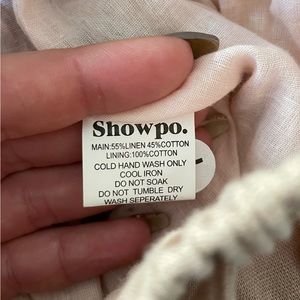 Showpo.
MAIN:55%LINEN 45%COTTON
LINING:100%COTTON
COLD HAND WASH ONLY
COOL IRON
DO NOT SOAK
DO NOT TUMBLE DRY
WASH SEPERATELY